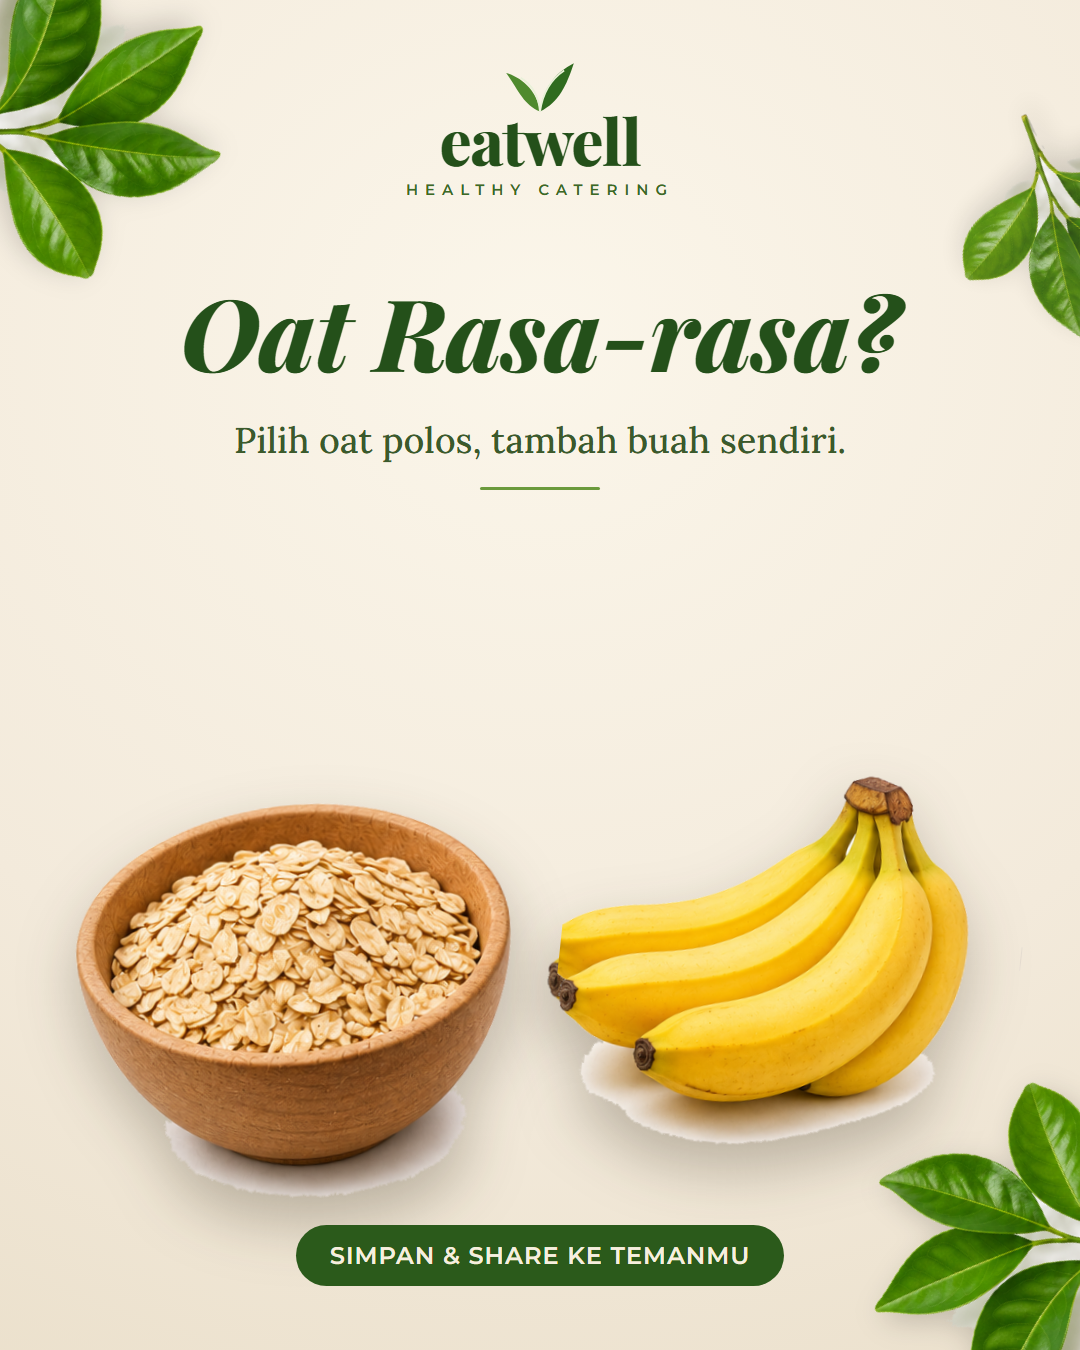 eatwell
HEALTHY CATERING
Oat Rasa-rasa?
Pilih oat polos, tambah buah sendiri.
SIMPAN & SHARE KE TEMANMU